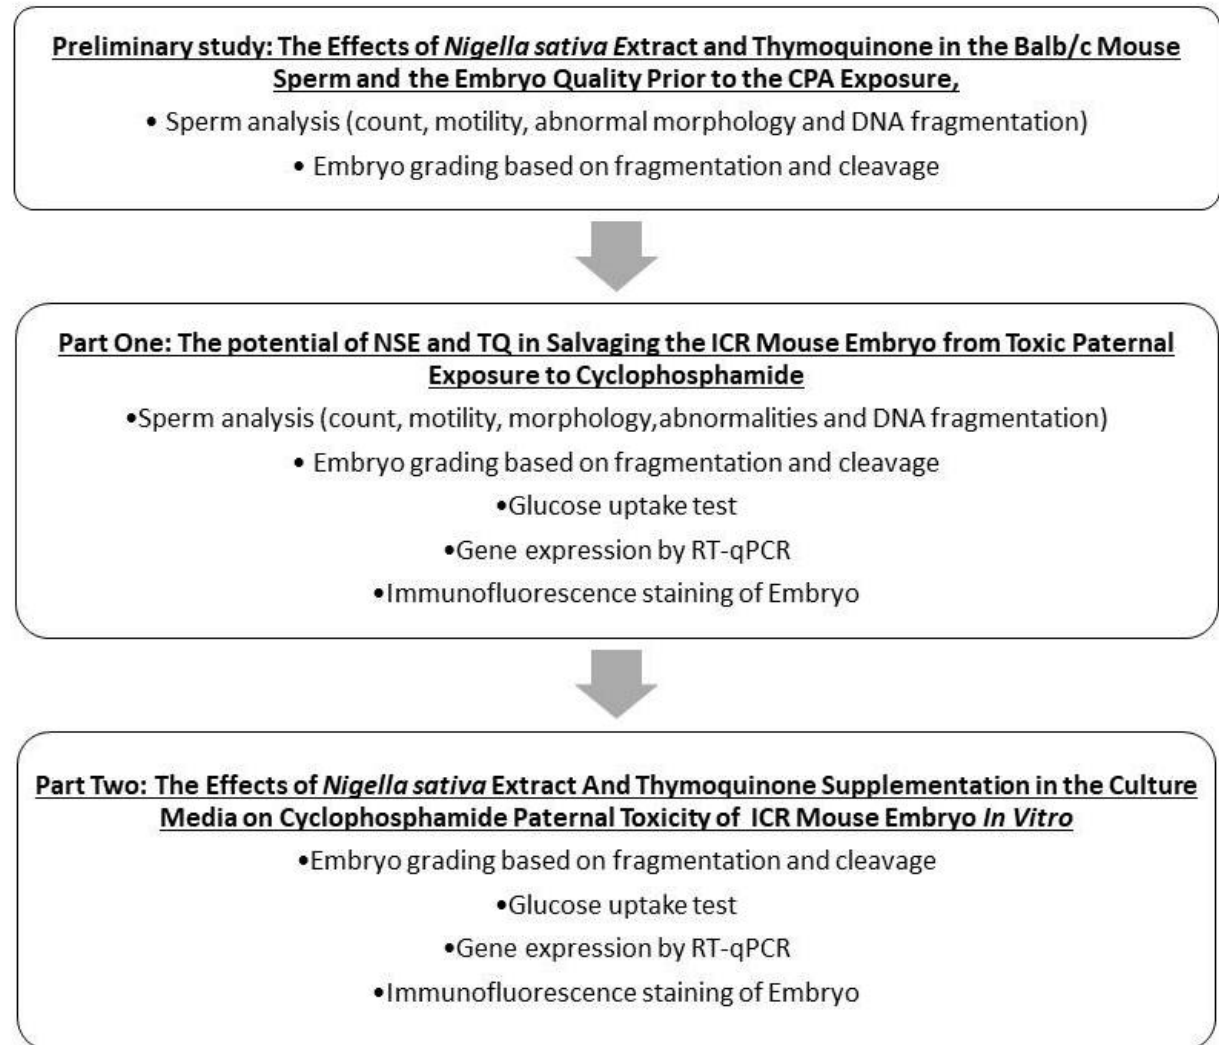 Preliminary study: The Effects of Nigella sativa Extract and Thymoquinone in the Balb/c Mouse
Sperm and the Embryo Quality Prior to the CPA Exposure,
• Sperm analysis (count, motility, abnormal morphology and DNA fragmentation)
• Embryo grading based on fragmentation and cleavage
Part One: The potential of NSE and TQ in Salvaging the ICR Mouse Embryo from Toxic Paternal
Exposure to Cyclophosphamide
•Sperm analysis (count, motility, morphology,abnormalities and DNA fragmentation)
• Embryo grading based on fragmentation and cleavage
•Glucose uptake test
•Gene expression by RT-qPCR
•Immunofluorescence staining of Embryo
Part Two: The Effects of Nigella sativa Extract And Thymoquinone Supplementation in the Culture
Media on Cyclophosphamide Paternal Toxicity of ICR Mouse Embryo In Vitro
•Embryo grading based on fragmentation and cleavage
•Glucose uptake test
•Gene expression by RT-qPCR
•Immunofluorescence staining of Embryo